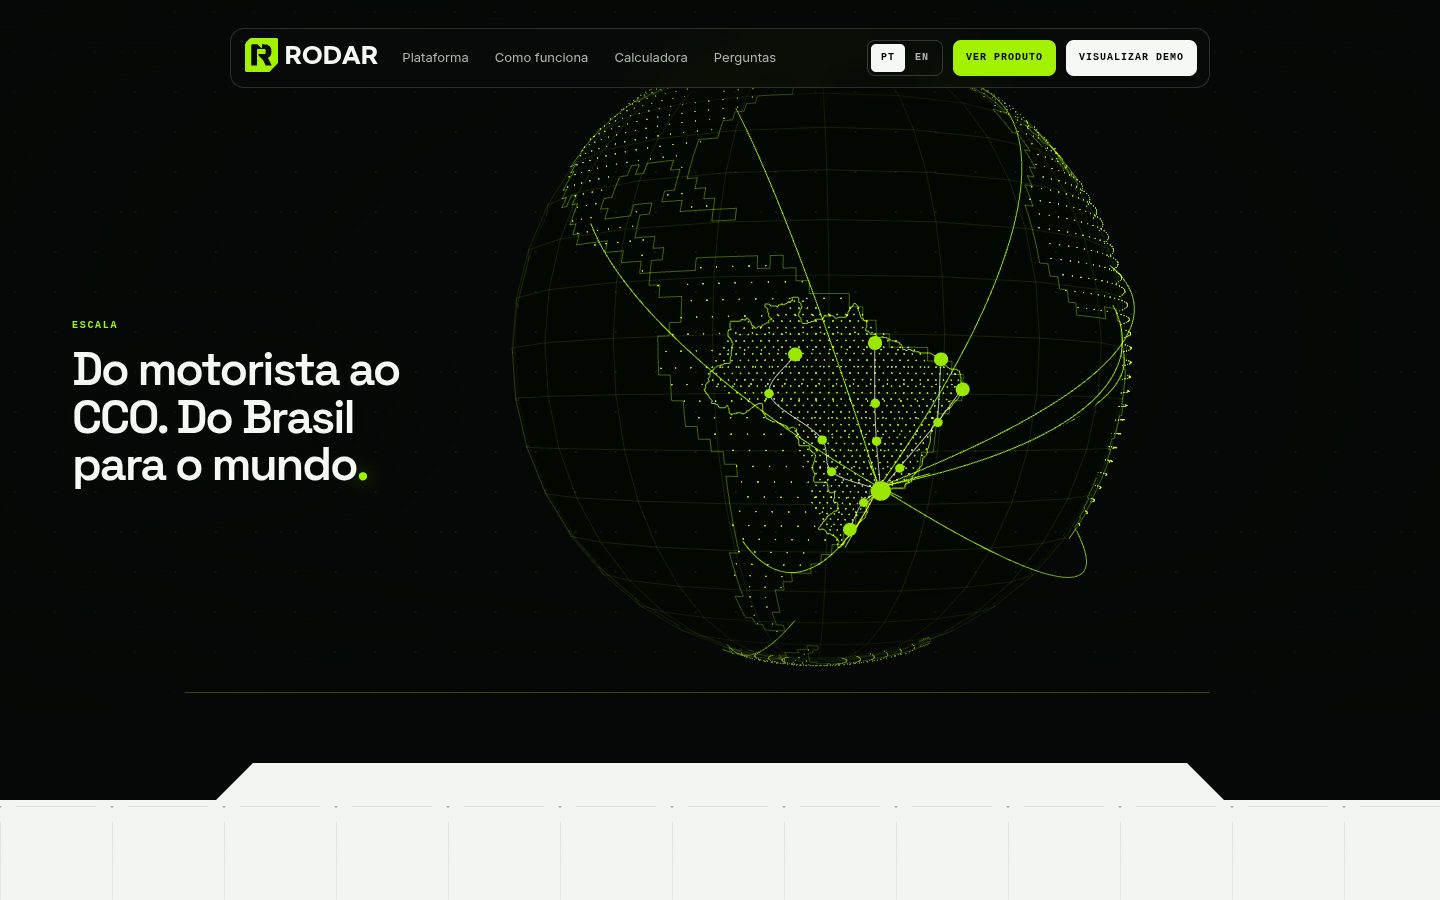 RODAR
Plataforma
Como funciona
Calculadora
Perguntas
PT
EN
VER PRODUTO
VISUALIZAR DEMO
ESCALA
Do motorista ao
CCO. Do Brasil
para o mundo.